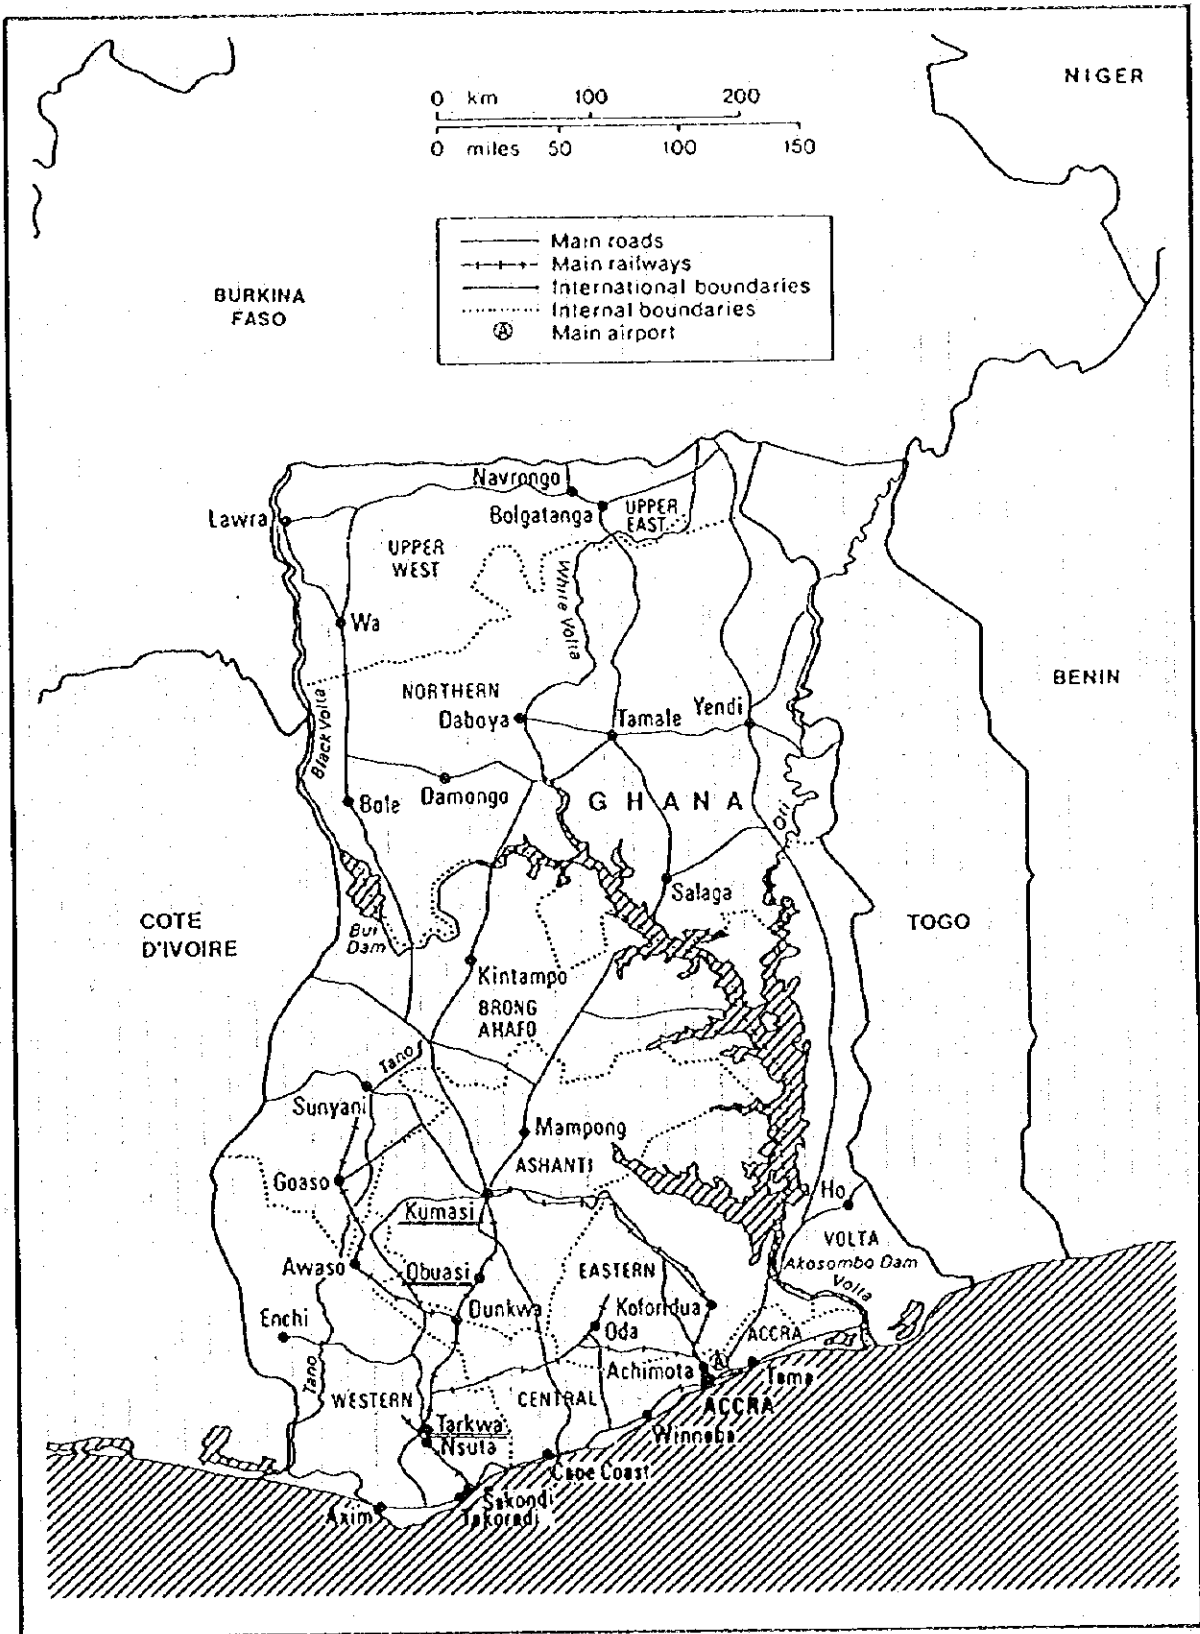 NIGER
0 km 100 200
0 miles 50 100 150
Main roads
Main railways
International boundaries
Internal boundaries
Ⓐ Main airport
BURKINA
FASO
Navrongo
Lawra
Bolgatanga
UPPER
EAST
UPPER
WEST
White Volta
Wa
BENIN
NORTHERN
Daboya
Tamale
Yendi
Black Volta
Damongo
Bole
GHANA
Oti
Salaga
COTE
D'IVOIRE
Bui
Dam
TOGO
Kintampo
BRONG
AHAFO
Tano
Sunyani
Mampong
ASHANTI
Goaso
Kumasi
Ho
VOLTA
Awaso
Obuasi
EASTERN
Akosombo Dam
Volta
Enchi
Dunkwa
Koforidua
Oda
ACCRA
Tano
Achimota
A
Tema
WESTERN
CENTRAL
ACCRA
Tarkwa
Nsuta
Winneba
Cape Coast
Sekondi
Axim
Takoradi